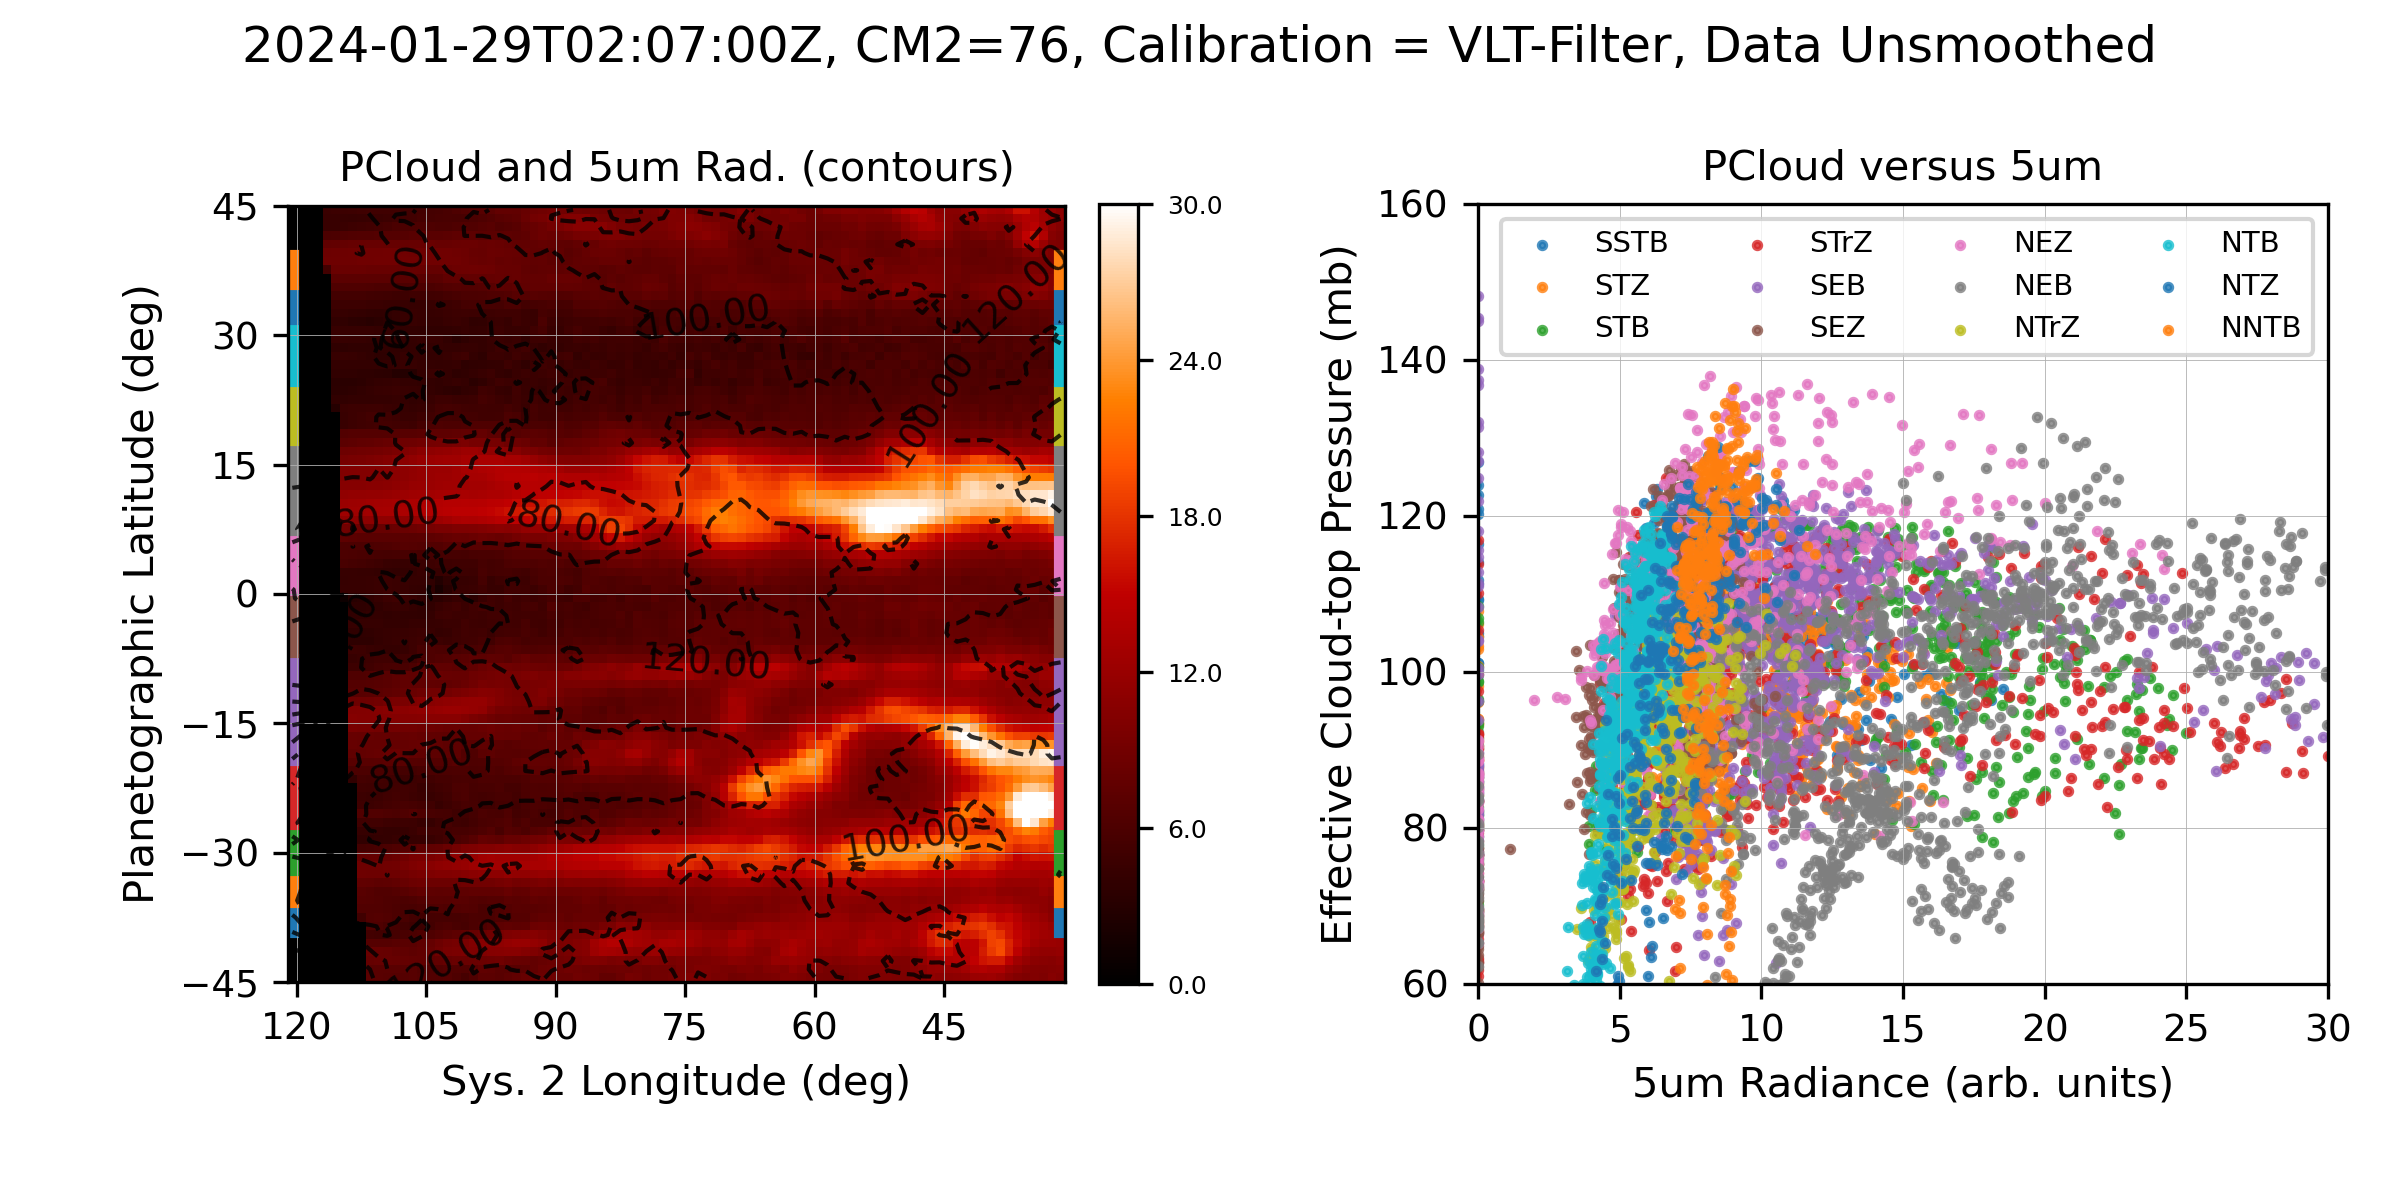 2024-01-29T02:07:00Z, CM2=76, Calibration = VLT-Filter, Data Unsmoothed
PCloud and 5um Rad. (contours)
Planetographic Latitude (deg)
45
30
15
0
−15
−30
−45
120
105
90
75
60
45
Sys. 2 Longitude (deg)
100.00
120.00
100.00
100.00
80.00
80.00
120.00
80.00
100.00
30.0
24.0
18.0
12.0
6.0
0.0
PCloud versus 5um
Effective Cloud-top Pressure (mb)
160
140
120
100
80
60
SSTB
STZ
STB
STrZ
SEB
SEZ
NEZ
NEB
NTrZ
NTB
NTZ
NNTB
0
5
10
15
20
25
30
5um Radiance (arb. units)